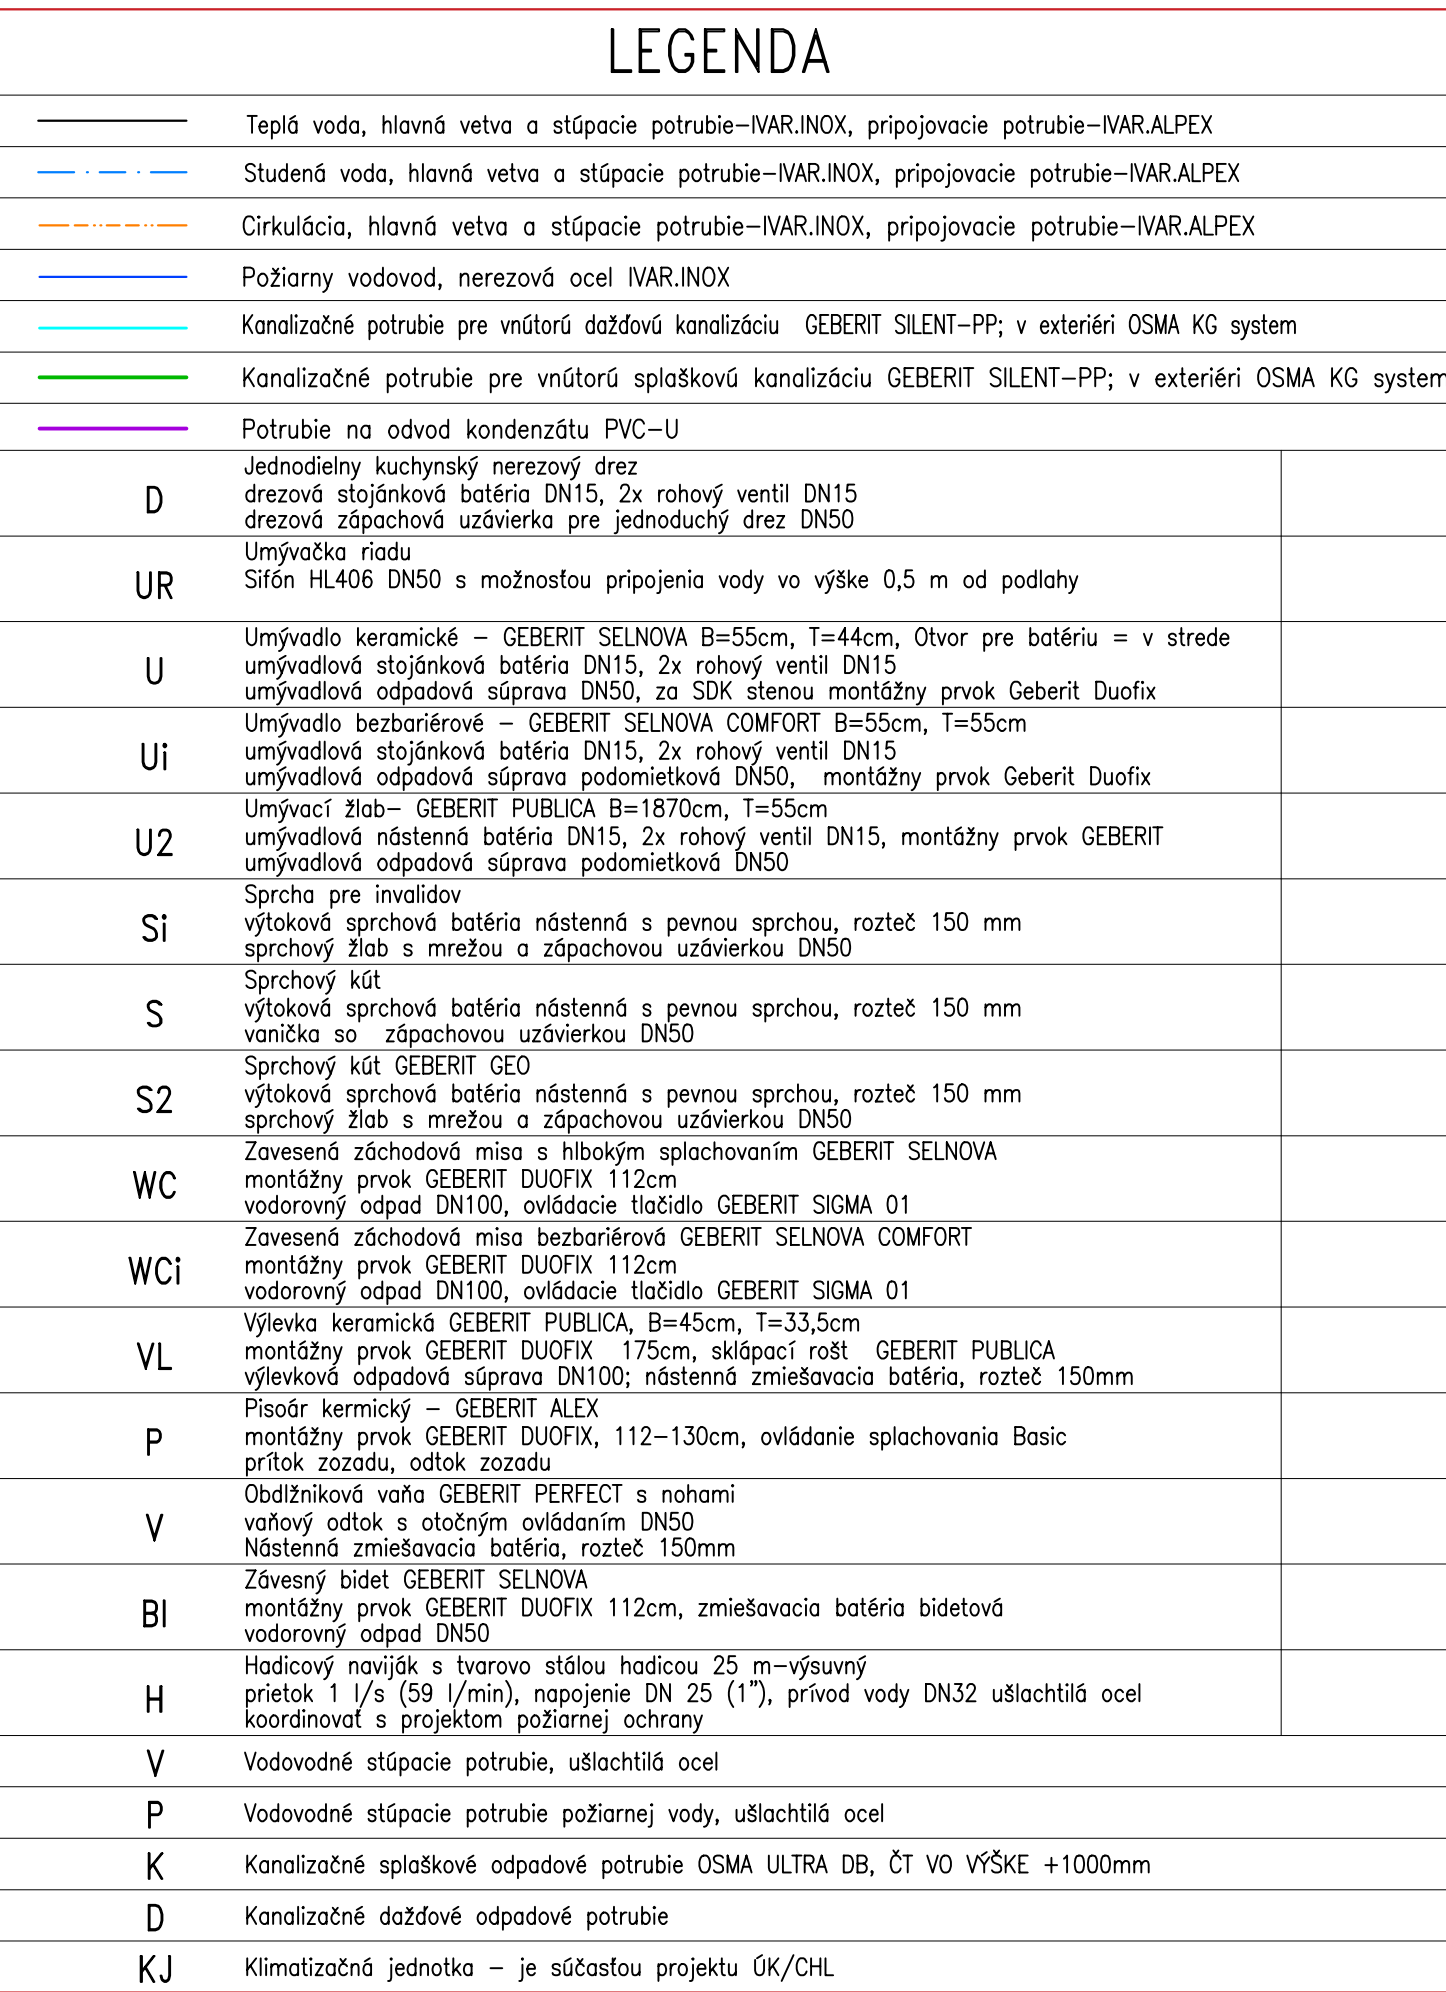 LEGENDA
Teplá voda, hlavná vetva a stúpacie potrubie-IVAR.INOX, pripojovacie potrubie-IVAR.ALPEX
Studená voda, hlavná vetva a stúpacie potrubie-IVAR.INOX, pripojovacie potrubie-IVAR.ALPEX
Cirkulácia, hlavná vetva a stúpacie potrubie-IVAR.INOX, pripojovacie potrubie-IVAR.ALPEX
Požiarny vodovod, nerezová ocel IVAR.INOX
Kanalizačné potrubie pre vnútorú dažďovú kanalizáciu GEBERIT SILENT-PP; v exteriéri OSMA KG system
Kanalizačné potrubie pre vnútorú splaškovú kanalizáciu GEBERIT SILENT-PP; v exteriéri OSMA KG system
Potrubie na odvod kondenzátu PVC-U
Jednodielny kuchynský nerezový drez
D drezová stojánková batéria DN15, 2x rohový ventil DN15
drezová zápachová uzávierka pre jednoduchý drez DN50
Umývačka riadu
UR Sifón HL406 DN50 s možnosťou pripojenia vody vo výške 0,5 m od podlahy
Umývadlo keramické – GEBERIT SELNOVA B=55cm, T=44cm, Otvor pre batériu = v strede
U umývadlová stojánková batéria DN15, 2x rohový ventil DN15
umývadlová odpadová súprava DN50, za SDK stenou montážny prvok Geberit Duofix
Umývadlo bezbariérové – GEBERIT SELNOVA COMFORT B=55cm, T=55cm
Ui umývadlová stojánková batéria DN15, 2x rohový ventil DN15
umývadlová odpadová súprava podomietková DN50, montážny prvok Geberit Duofix
Umývací žlab– GEBERIT PUBLICA B=1870cm, T=55cm
U2 umývadlová nástenná batéria DN15, 2x rohový ventil DN15, montážny prvok GEBERIT
umývadlová odpadová súprava podomietková DN50
Sprcha pre invalidov
Si výtoková sprchová batéria nástenná s pevnou sprchou, rozteč 150 mm
sprchový žlab s mrežou a zápachovou uzávierkou DN50
Sprchový kút
S výtoková sprchová batéria nástenná s pevnou sprchou, rozteč 150 mm
vanička so zápachovou uzávierkou DN50
Sprchový kút GEBERIT GEO
S2 výtoková sprchová batéria nástenná s pevnou sprchou, rozteč 150 mm
sprchový žlab s mrežou a zápachovou uzávierkou DN50
Zavesená záchodová misa s hlbokým splachovaním GEBERIT SELNOVA
WC montážny prvok GEBERIT DUOFIX 112cm
vodorovný odpad DN100, ovládacie tlačidlo GEBERIT SIGMA 01
Zavesená záchodová misa bezbariérová GEBERIT SELNOVA COMFORT
WCi montážny prvok GEBERIT DUOFIX 112cm
vodorovný odpad DN100, ovládacie tlačidlo GEBERIT SIGMA 01
Výlevka keramická GEBERIT PUBLICA, B=45cm, T=33,5cm
VL montážny prvok GEBERIT DUOFIX 175cm, sklápací rošt GEBERIT PUBLICA
výlevková odpadová súprava DN100; nástenná zmiešavacia batéria, rozteč 150mm
Pisoár kermický – GEBERIT ALEX
P montážny prvok GEBERIT DUOFIX, 112–130cm, ovládanie splachovania Basic
prítok zozadu, odtok zozadu
Obdlžniková vaňa GEBERIT PERFECT s nohami
V vaňový odtok s otočným ovládaním DN50
Nástenná zmiešavacia batéria, rozteč 150mm
Závesný bidet GEBERIT SELNOVA
BI montážny prvok GEBERIT DUOFIX 112cm, zmiešavacia batéria bidetová
vodorovný odpad DN50
Hadicový naviják s tvarovo stálou hadicou 25 m–výsuvný
H prietok 1 l/s (59 l/min), napojenie DN 25 (1"), prívod vody DN32 ušlachtilá ocel
koordinovať s projektom požiarnej ochrany
V Vodovodné stúpacie potrubie, ušlachtilá ocel
P Vodovodné stúpacie potrubie požiarnej vody, ušlachtilá ocel
K Kanalizačné splaškové odpadové potrubie OSMA ULTRA DB, ČT VO VÝŠKE +1000mm
D Kanalizačné dažďové odpadové potrubie
KJ Klimatizačná jednotka – je súčasťou projektu ÚK/CHL